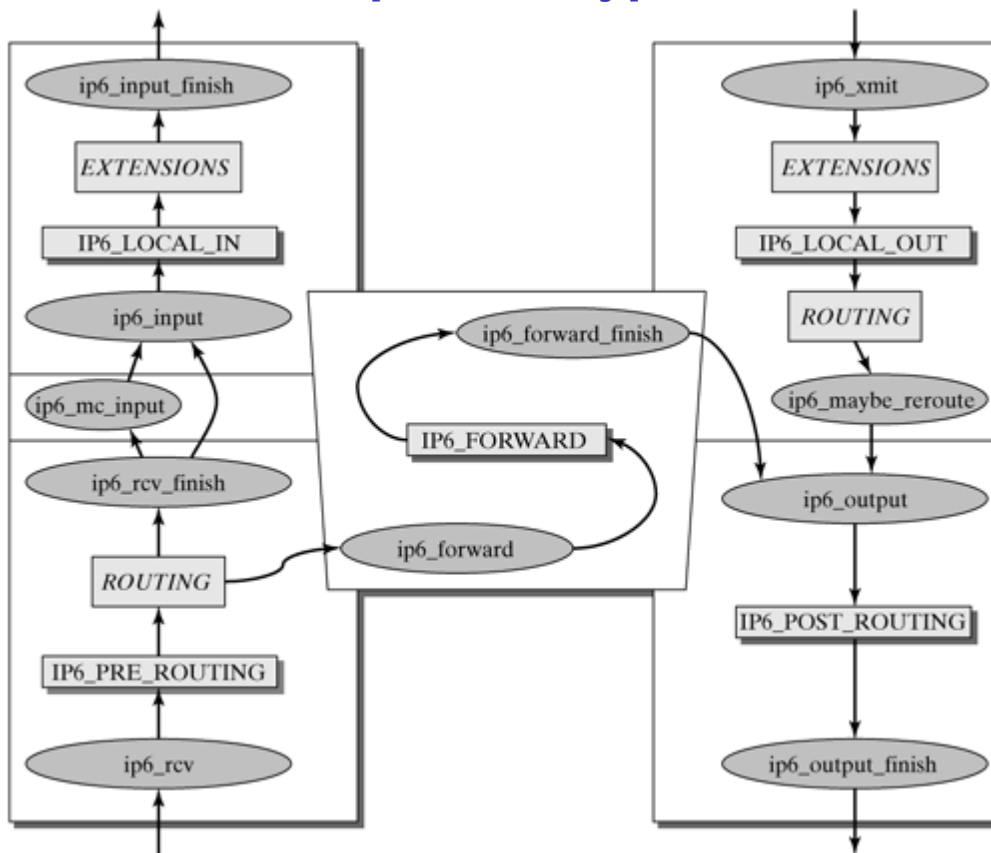 ip6_input_finish
EXTENSIONS
IP6_LOCAL_IN
ip6_input
ip6_mc_input
ip6_rcv_finish
ROUTING
IP6_PRE_ROUTING
ip6_rcv
ip6_forward_finish
IP6_FORWARD
ip6_forward
ip6_xmit
EXTENSIONS
IP6_LOCAL_OUT
ROUTING
ip6_maybe_reroute
ip6_output
IP6_POST_ROUTING
ip6_output_finish